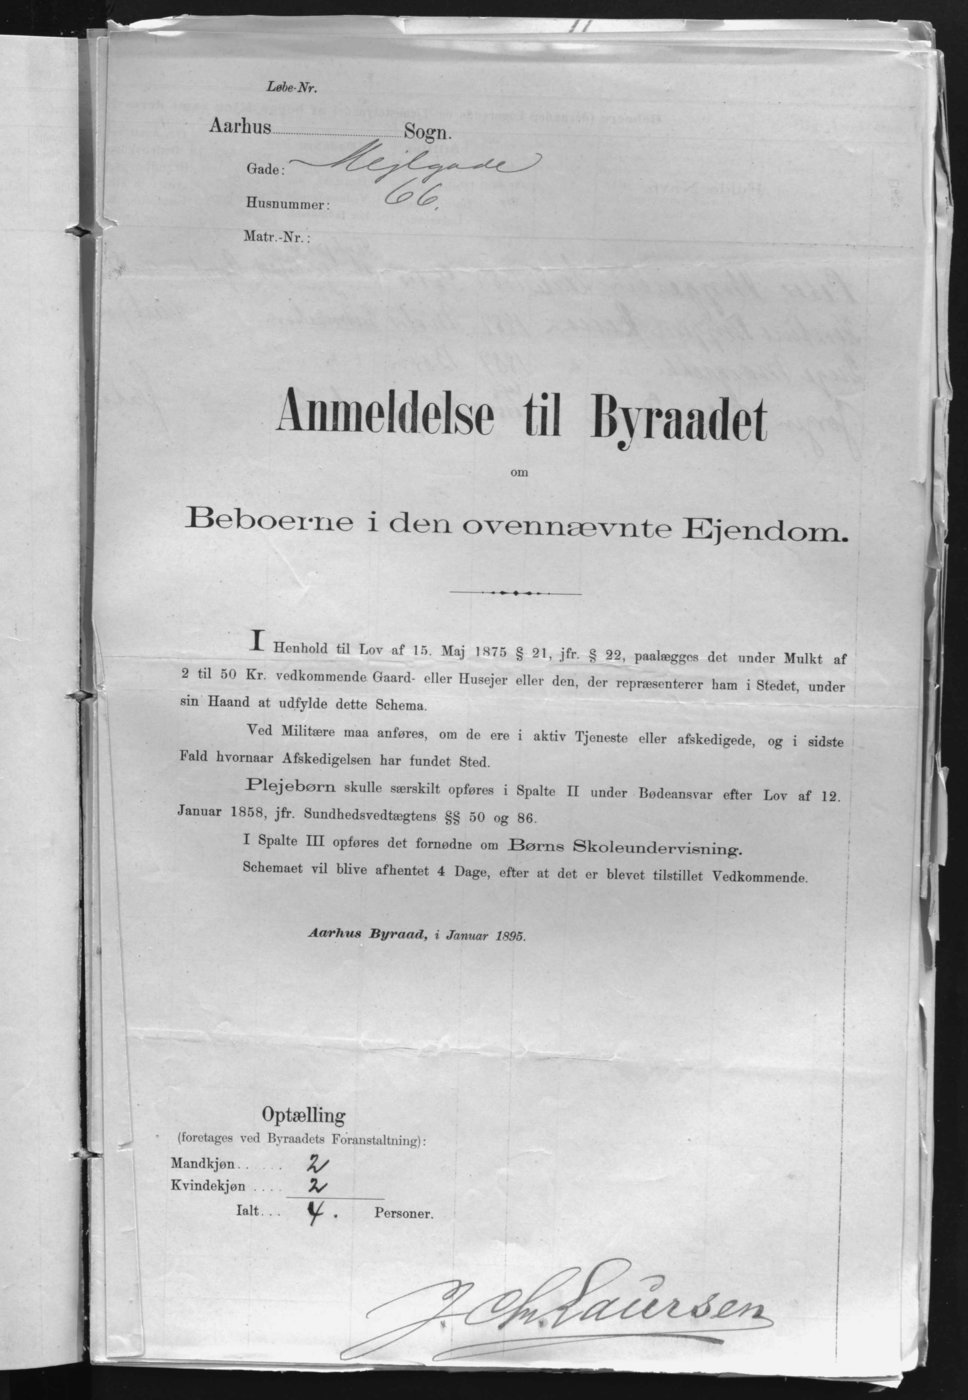 Løbe-Nr.
Aarhus Sogn.
Gade: Mejlgade
Husnummer: 66.
Matr.-Nr.:
Anmeldelse til Byraadet
om
Beboerne i den ovennævnte Ejendom.
I Henhold til Lov af 15. Maj 1875 § 21, jfr. § 22, paalægges det under Mulkt af
2 til 50 Kr. vedkommende Gaard- eller Husejer eller den, der repræsenterer ham i Stedet, under
sin Haand at udfylde dette Schema.
Ved Militære maa anføres, om de ere i aktiv Tjeneste eller afskedigede, og i sidste
Fald hvornaar Afskedigelsen har fundet Sted.
Plejebørn skulle særskilt opføres i Spalte II under Bødeansvar efter Lov af 12.
Januar 1858, jfr. Sundhedsvedtægtens §§ 50 og 86.
I Spalte III opføres det fornødne om Børns Skoleundervisning.
Schemaet vil blive afhentet 4 Dage, efter at det er blevet tilstillet Vedkommende.
Aarhus Byraad, i Januar 1895.
Optælling
(foretages ved Byraadets Foranstaltning):
Mandkjøn...... 2
Kvindekjøn .... 2
Ialt... 4. Personer.
J. Chr. Laursen